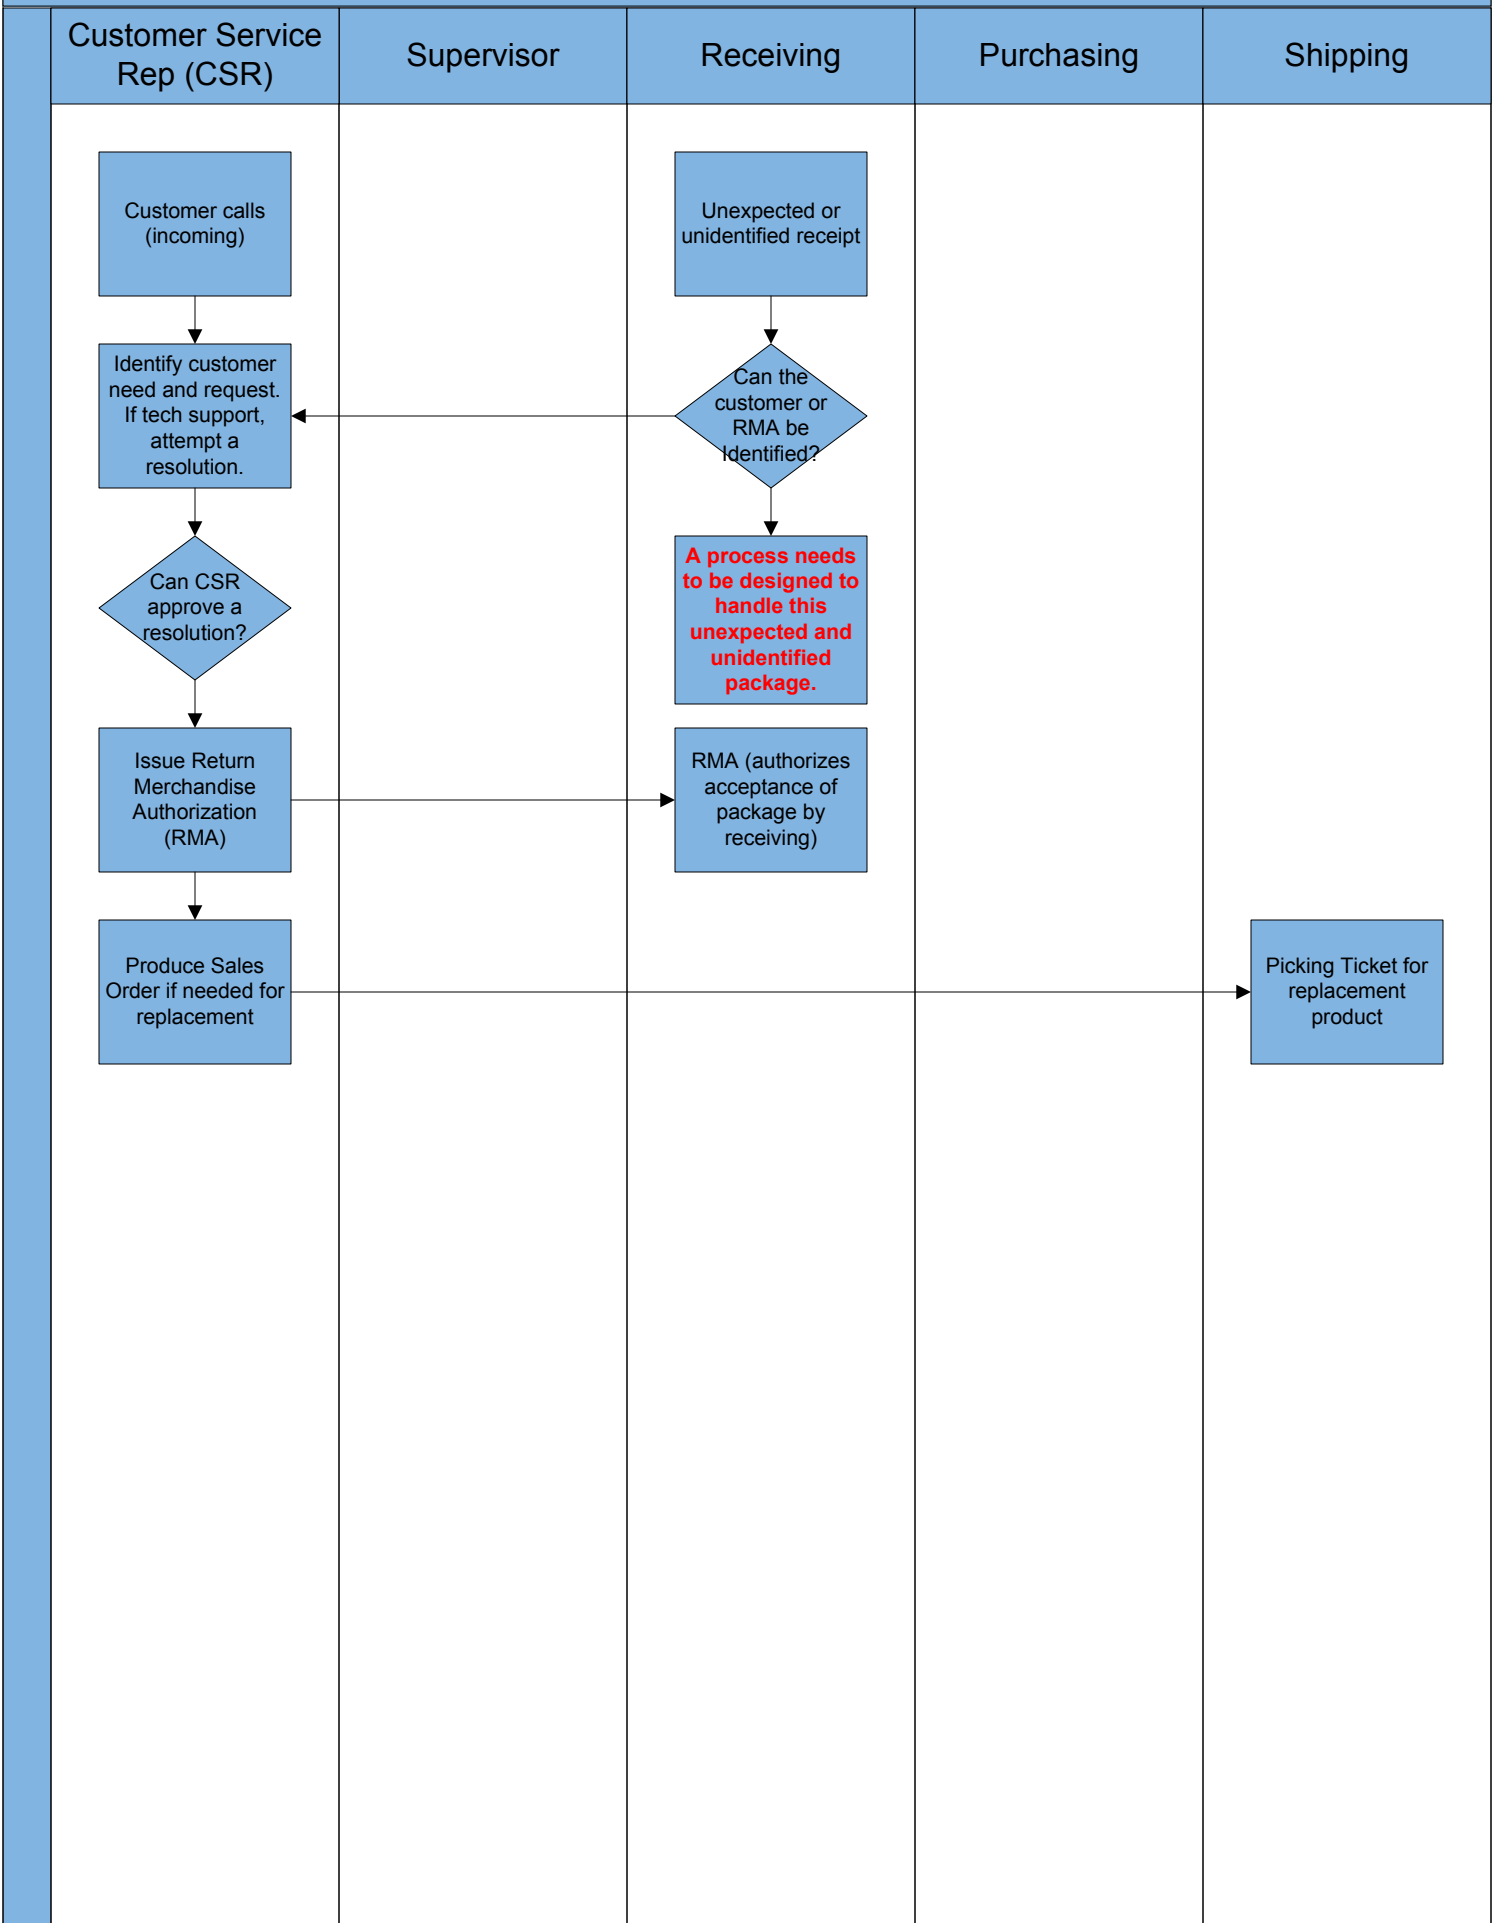 Customer Service
Rep (CSR)
Supervisor
Receiving
Purchasing
Shipping
Customer calls
(incoming)
Unexpected or
unidentified receipt
Identify customer
need and request.
If tech support,
attempt a
resolution.
Can the
customer or
RMA be
Identified?
Can CSR
approve a
resolution?
A process needs
to be designed to
handle this
unexpected and
unidentified
package.
Issue Return
Merchandise
Authorization
(RMA)
RMA (authorizes
acceptance of
package by
receiving)
Produce Sales
Order if needed for
replacement
Picking Ticket for
replacement
product